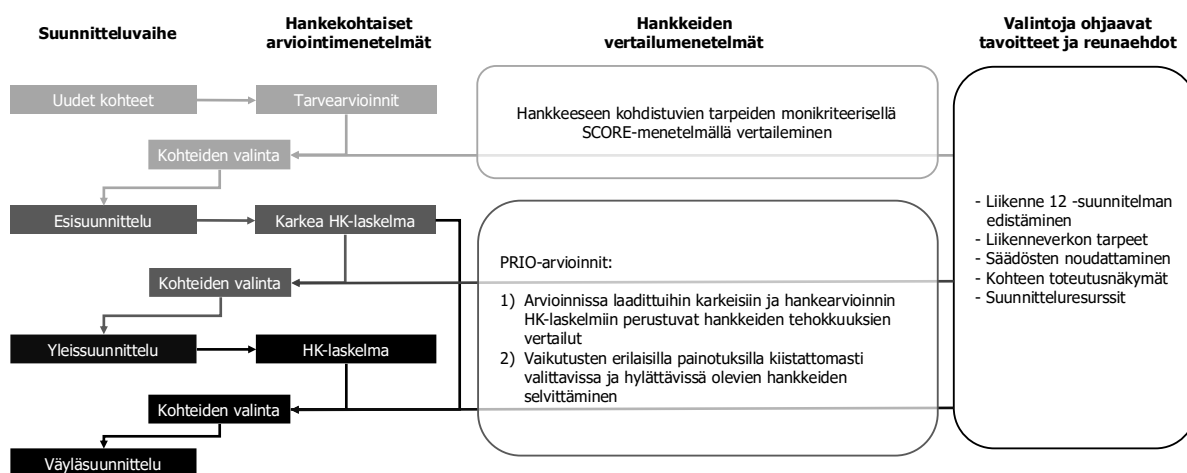 Suunnitteluvaihe
Hankekohtaiset
arviointimenetelmät
Hankkeiden
vertailumenetelmät
Valintoja ohjaavat
tavoitteet ja reunaehdot
Uudet kohteet
Tarvearvioinnit
Hankkeeseen kohdistuvien tarpeiden monikriteerisellä
SCORE-menetelmällä vertaileminen
Kohteiden valinta
Esisuunnittelu
Karkea HK-laskelma
Kohteiden valinta
Yleissuunnittelu
HK-laskelma
Kohteiden valinta
Väyläsuunnittelu
PRIO-arvioinnit:
1) Arvioinnissa laadittuihin karkeisiin ja hankearvioinnin
HK-laskelmiin perustuvat hankkeiden tehokkuuksien
vertailut
2) Vaikutusten erilaisilla painotuksilla kiistattomasti
valittavissa ja hylättävissä olevien hankkeiden
selvittäminen
- Liikenne 12 -suunnitelman
edistäminen
- Liikenneverkon tarpeet
- Säädösten noudattaminen
- Kohteen toteutusnäkymät
- Suunnitteluresurssit